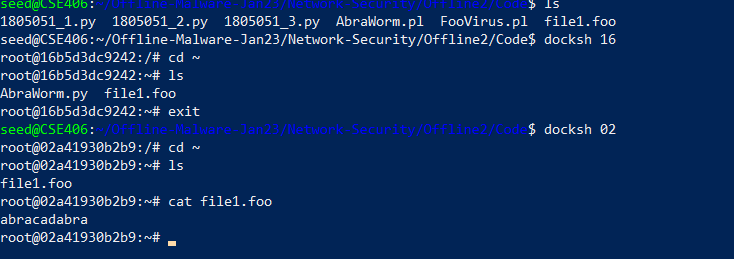 seed@CSE406:~/Offline-Malware-Jan23/Network-Security/Offline2/Code$ ls
1805051_1.py  1805051_2.py  1805051_3.py  AbraWorm.pl  FooVirus.pl  file1.foo
seed@CSE406:~/Offline-Malware-Jan23/Network-Security/Offline2/Code$ docksh 16
root@16b5d3dc9242:/# cd ~
root@16b5d3dc9242:~# ls
AbraWorm.py  file1.foo
root@16b5d3dc9242:~# exit
seed@CSE406:~/Offline-Malware-Jan23/Network-Security/Offline2/Code$ docksh 02
root@02a41930b2b9:/# cd ~
root@02a41930b2b9:~# ls
file1.foo
root@02a41930b2b9:~# cat file1.foo
abracadabra
root@02a41930b2b9:~#